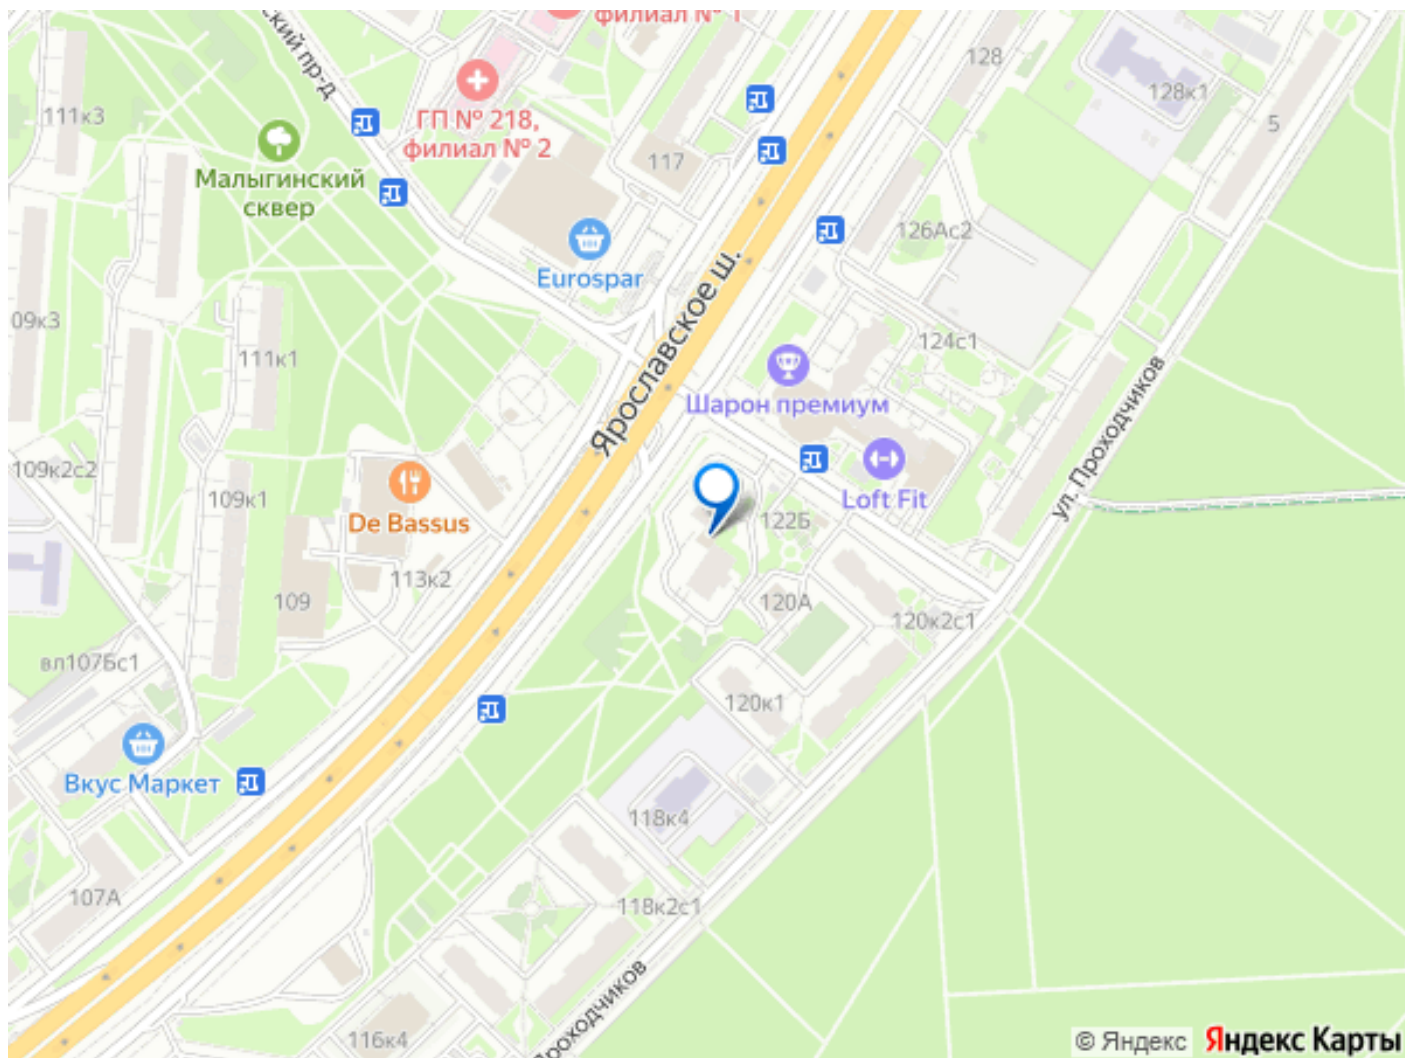 филиал № 1
ский пр-д
128
128к1
111к3
ГП № 218,
филиал № 2
5
117
Малыгинский
сквер
126Ас2
Eurospar
Ярославское ш.
09к3
124с1
111к1
Шарон премиум
ул. Проходчиков
109к2с2
109к1
Loft Fit
De Bassus
122Б
113к2
109
120А
120к2с1
вл107Бс1
120к1
Вкус Маркет
118к4
107А
118к2с1
Проходчиков
116к4
© Яндекс Яндекс Карты